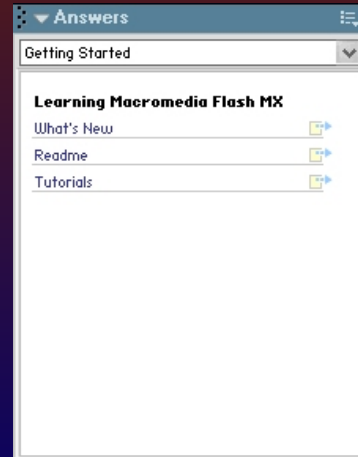 Answers
Getting Started
Learning Macromedia Flash MX
What's New
Readme
Tutorials